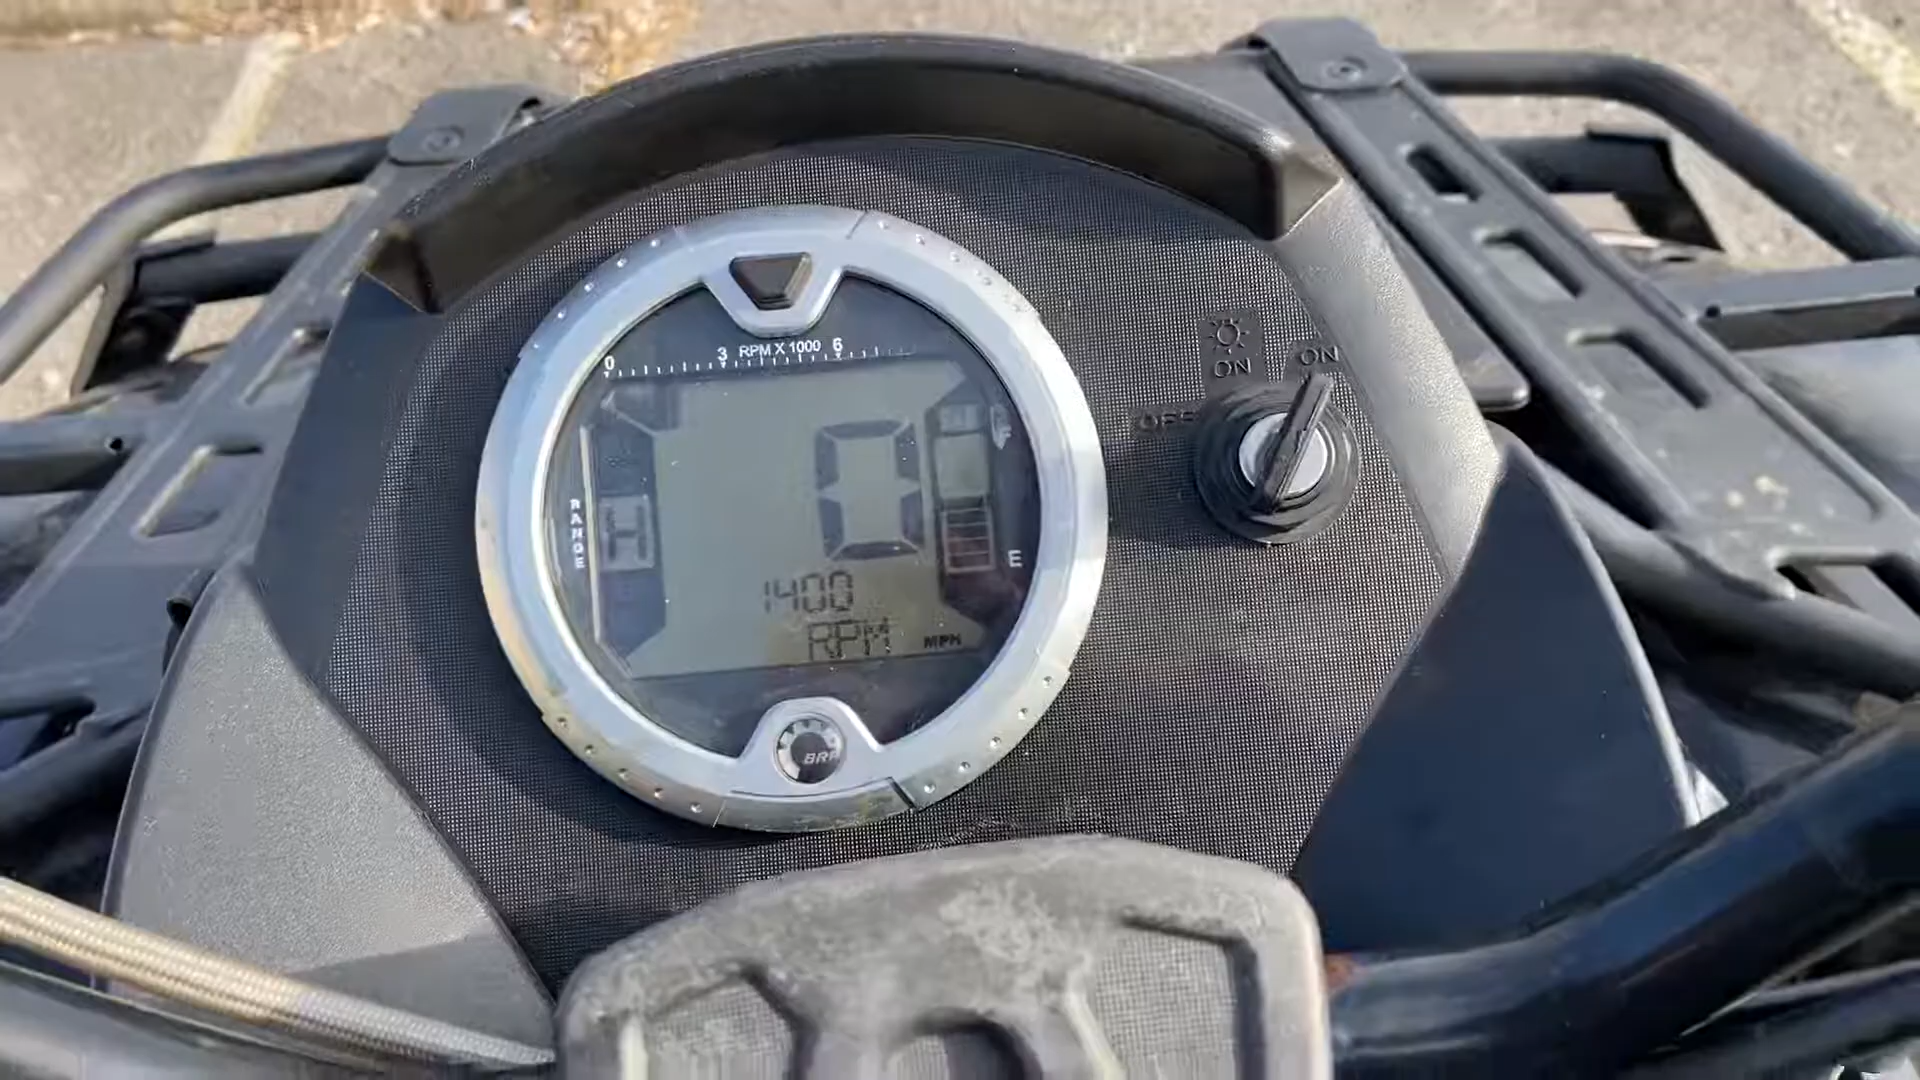 0 3 RPM X 1000 6
ON
ON
OFF
F
0
RANGE
H
E
1400
RPM
MPH
BRP